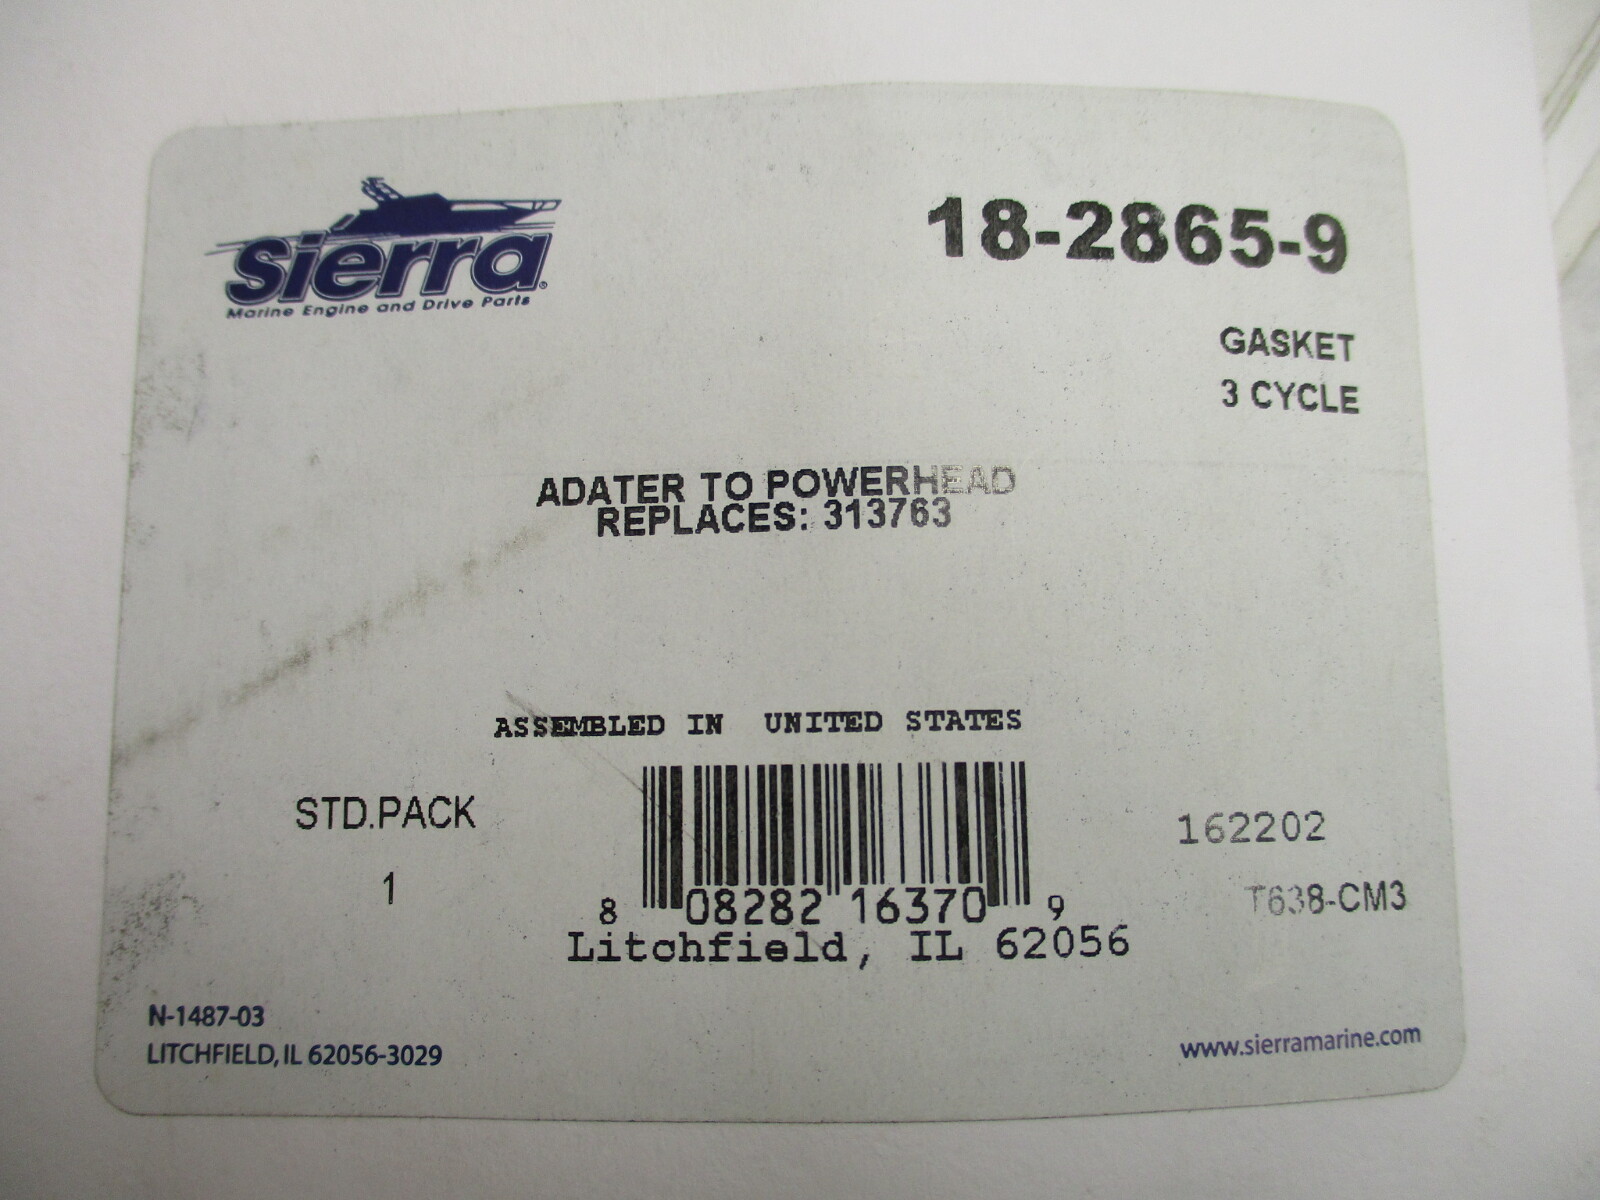 Sierra®
Marine Engine and Drive Parts
18-2865-9
GASKET
3 CYCLE
ADATER TO POWERHEAD
REPLACES: 313763
ASSEMBLED IN UNITED STATES
STD.PACK
1
8 08282 16370 9
Litchfield, IL 62056
162202
T638-CM3
N-1487-03
LITCHFIELD, IL 62056-3029
www.sierramarine.com